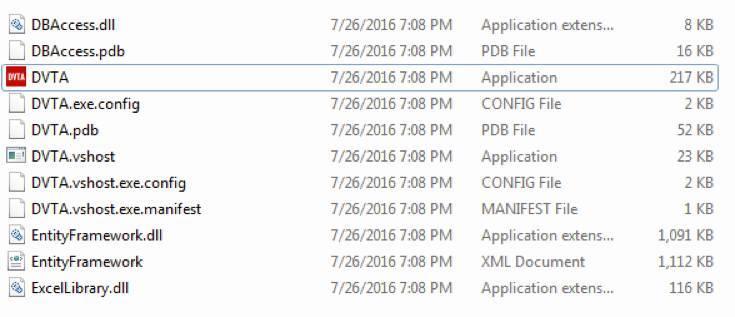 DBAccess.dll 7/26/2016 7:08 PM Application extens... 8 KB
DBAccess.pdb 7/26/2016 7:08 PM PDB File 16 KB
DVTA DVTA 7/26/2016 7:08 PM Application 217 KB
DVTA.exe.config 7/26/2016 7:08 PM CONFIG File 2 KB
DVTA.pdb 7/26/2016 7:08 PM PDB File 52 KB
DVTA.vshost 7/26/2016 7:08 PM Application 23 KB
DVTA.vshost.exe.config 7/26/2016 7:08 PM CONFIG File 2 KB
DVTA.vshost.exe.manifest 7/26/2016 7:08 PM MANIFEST File 1 KB
EntityFramework.dll 7/26/2016 7:08 PM Application extens... 1,091 KB
EntityFramework 7/26/2016 7:08 PM XML Document 1,112 KB
ExcelLibrary.dll 7/26/2016 7:08 PM Application extens... 116 KB